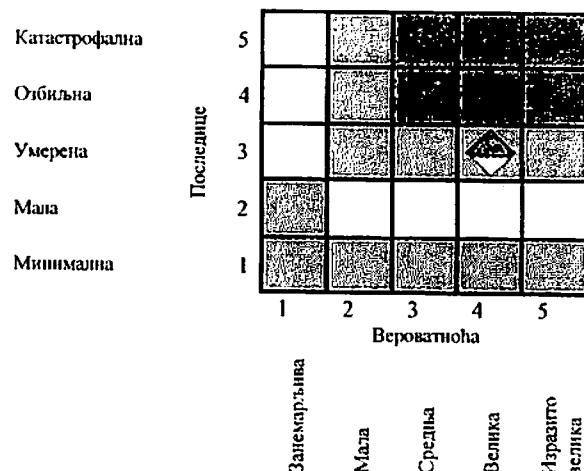 Катастрофална 5
Озбиљна 4
Умерена 3
Мала 2
Минимална 1
Последице
1 2 3 4 5
Вероватноћа
Занемарљива
Мала
Средња
Велика
Изразито
велика